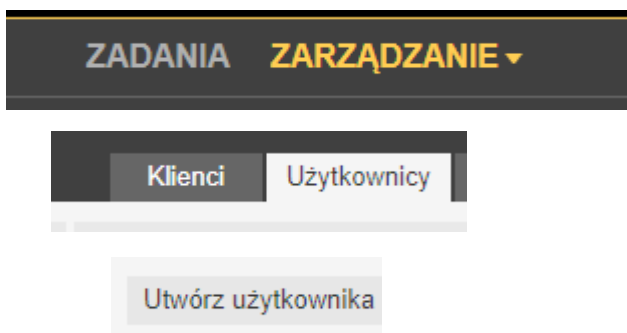 ZADANIA ZARZĄDZANIE
Klienci Użytkownicy
Utwórz użytkownika